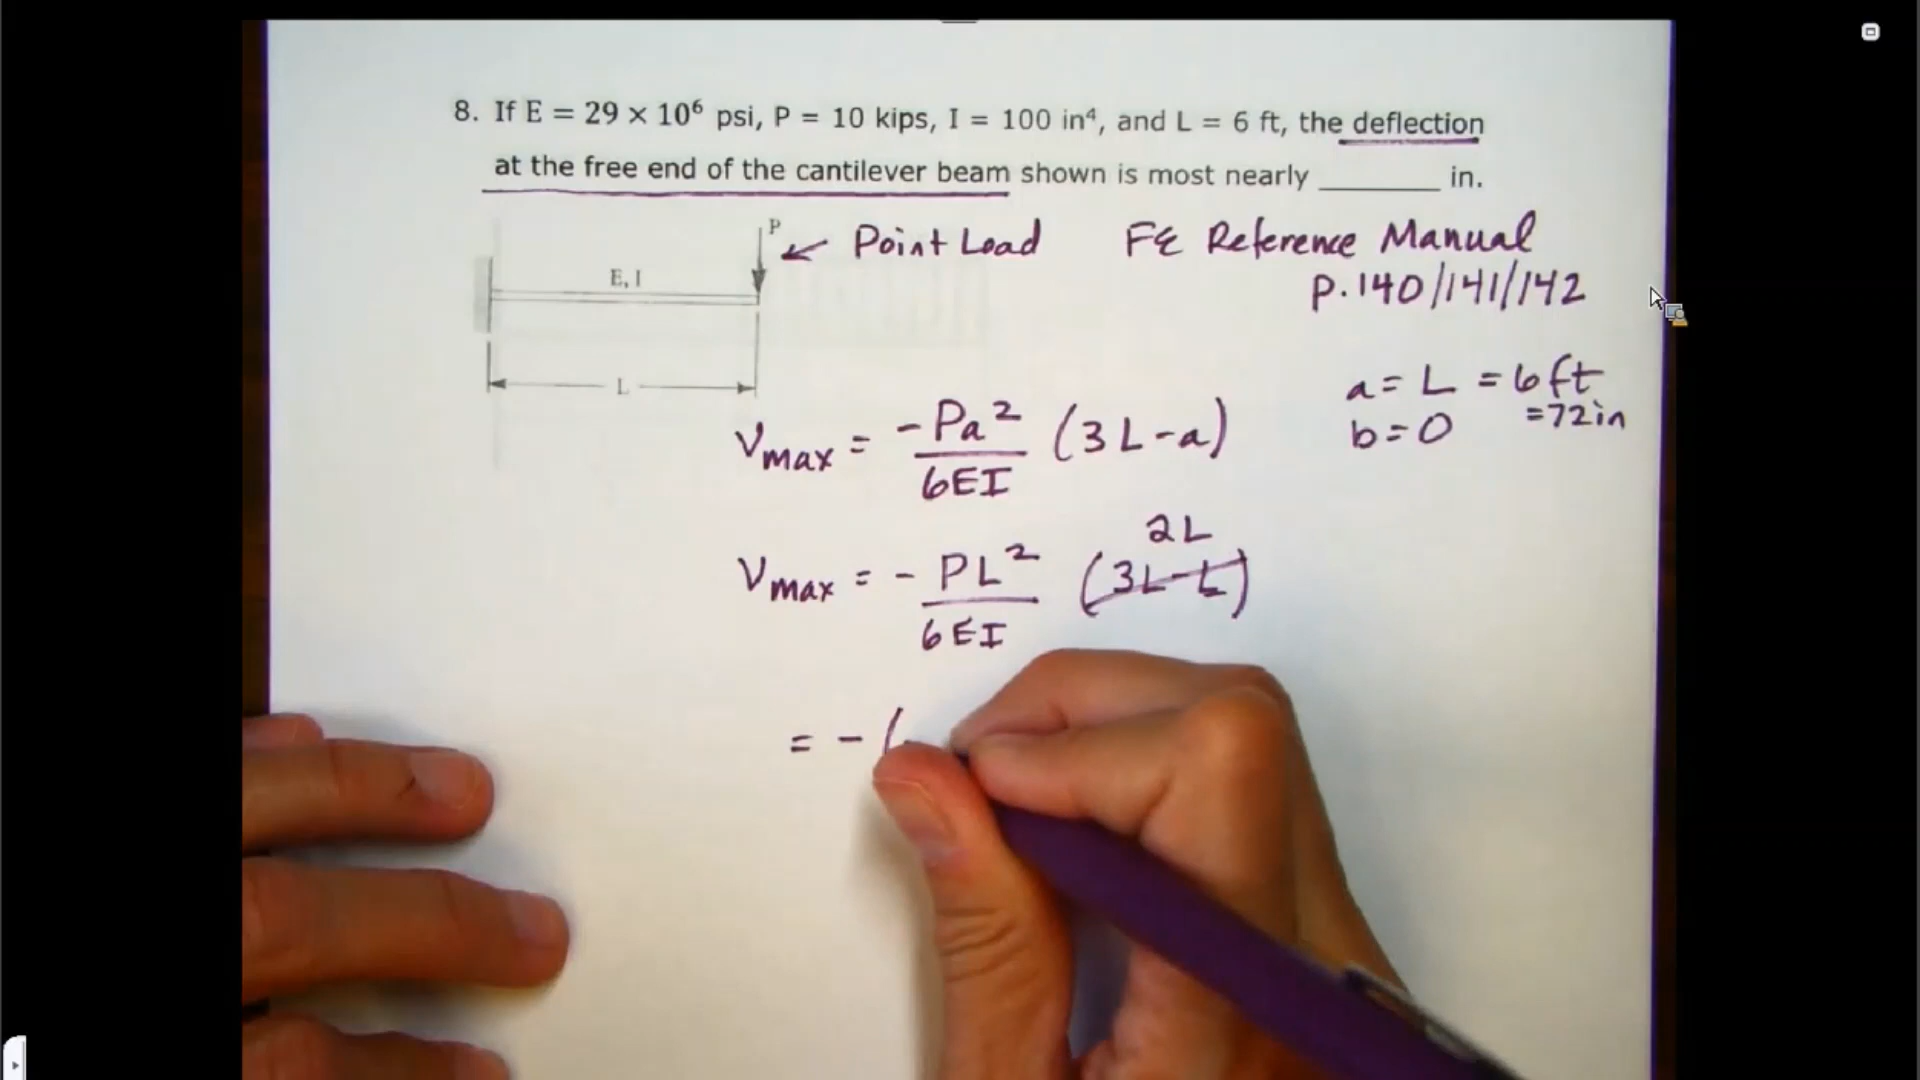 8. If E = 29 × 10⁶ psi, P = 10 kips, I = 100 in⁴, and L = 6 ft, the deflection
at the free end of the cantilever beam shown is most nearly ________ in.
P
Point Load
FE Reference Manual
p. 140/141/142
E, I
L
a = L = 6ft
= 72in
b = 0
Vmax = -Pa²/6EI (3L-a)
2L
Vmax = - PL²/6EI (3L-L)
= - (